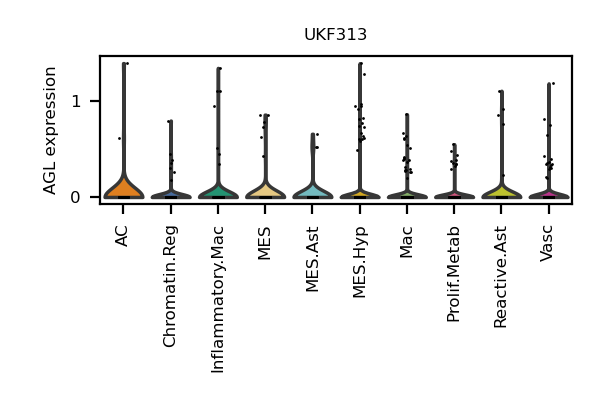 UKF313
AGL expression
1
0
AC
Chromatin.Reg
Inflammatory.Mac
MES
MES.Ast
MES.Hyp
Mac
Prolif.Metab
Reactive.Ast
Vasc